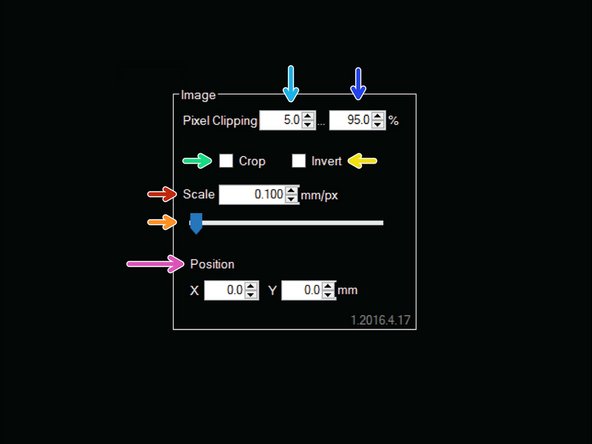 Image
Pixel Clipping 5.0 ... 95.0 %
Crop Invert
Scale 0.100 mm/px
Position
X 0.0 Y 0.0 mm
1.2016.4.17